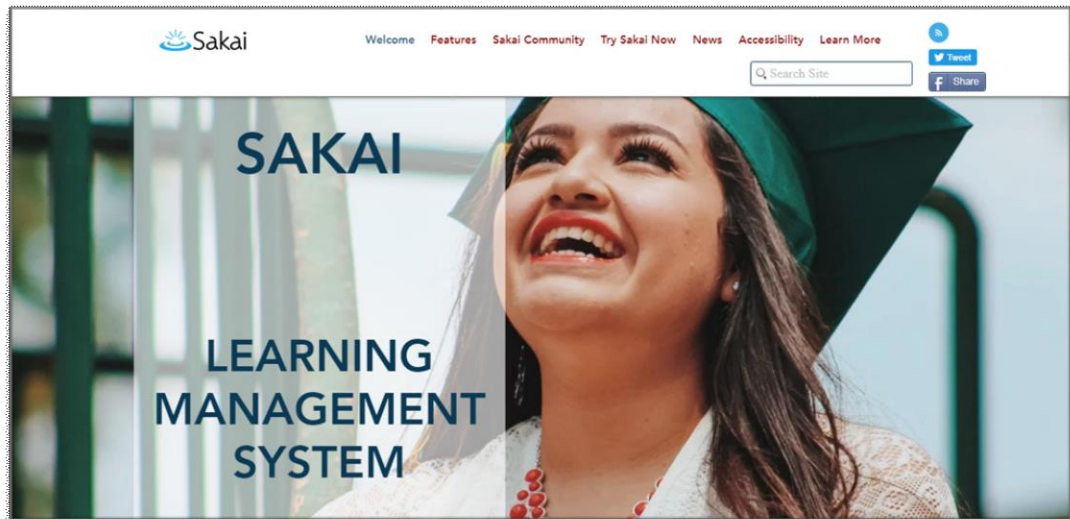 Sakai
Welcome Features Sakai Community Try Sakai Now News Accessibility Learn More
Tweet
Search Site
f Share
SAKAI
LEARNING
MANAGEMENT
SYSTEM